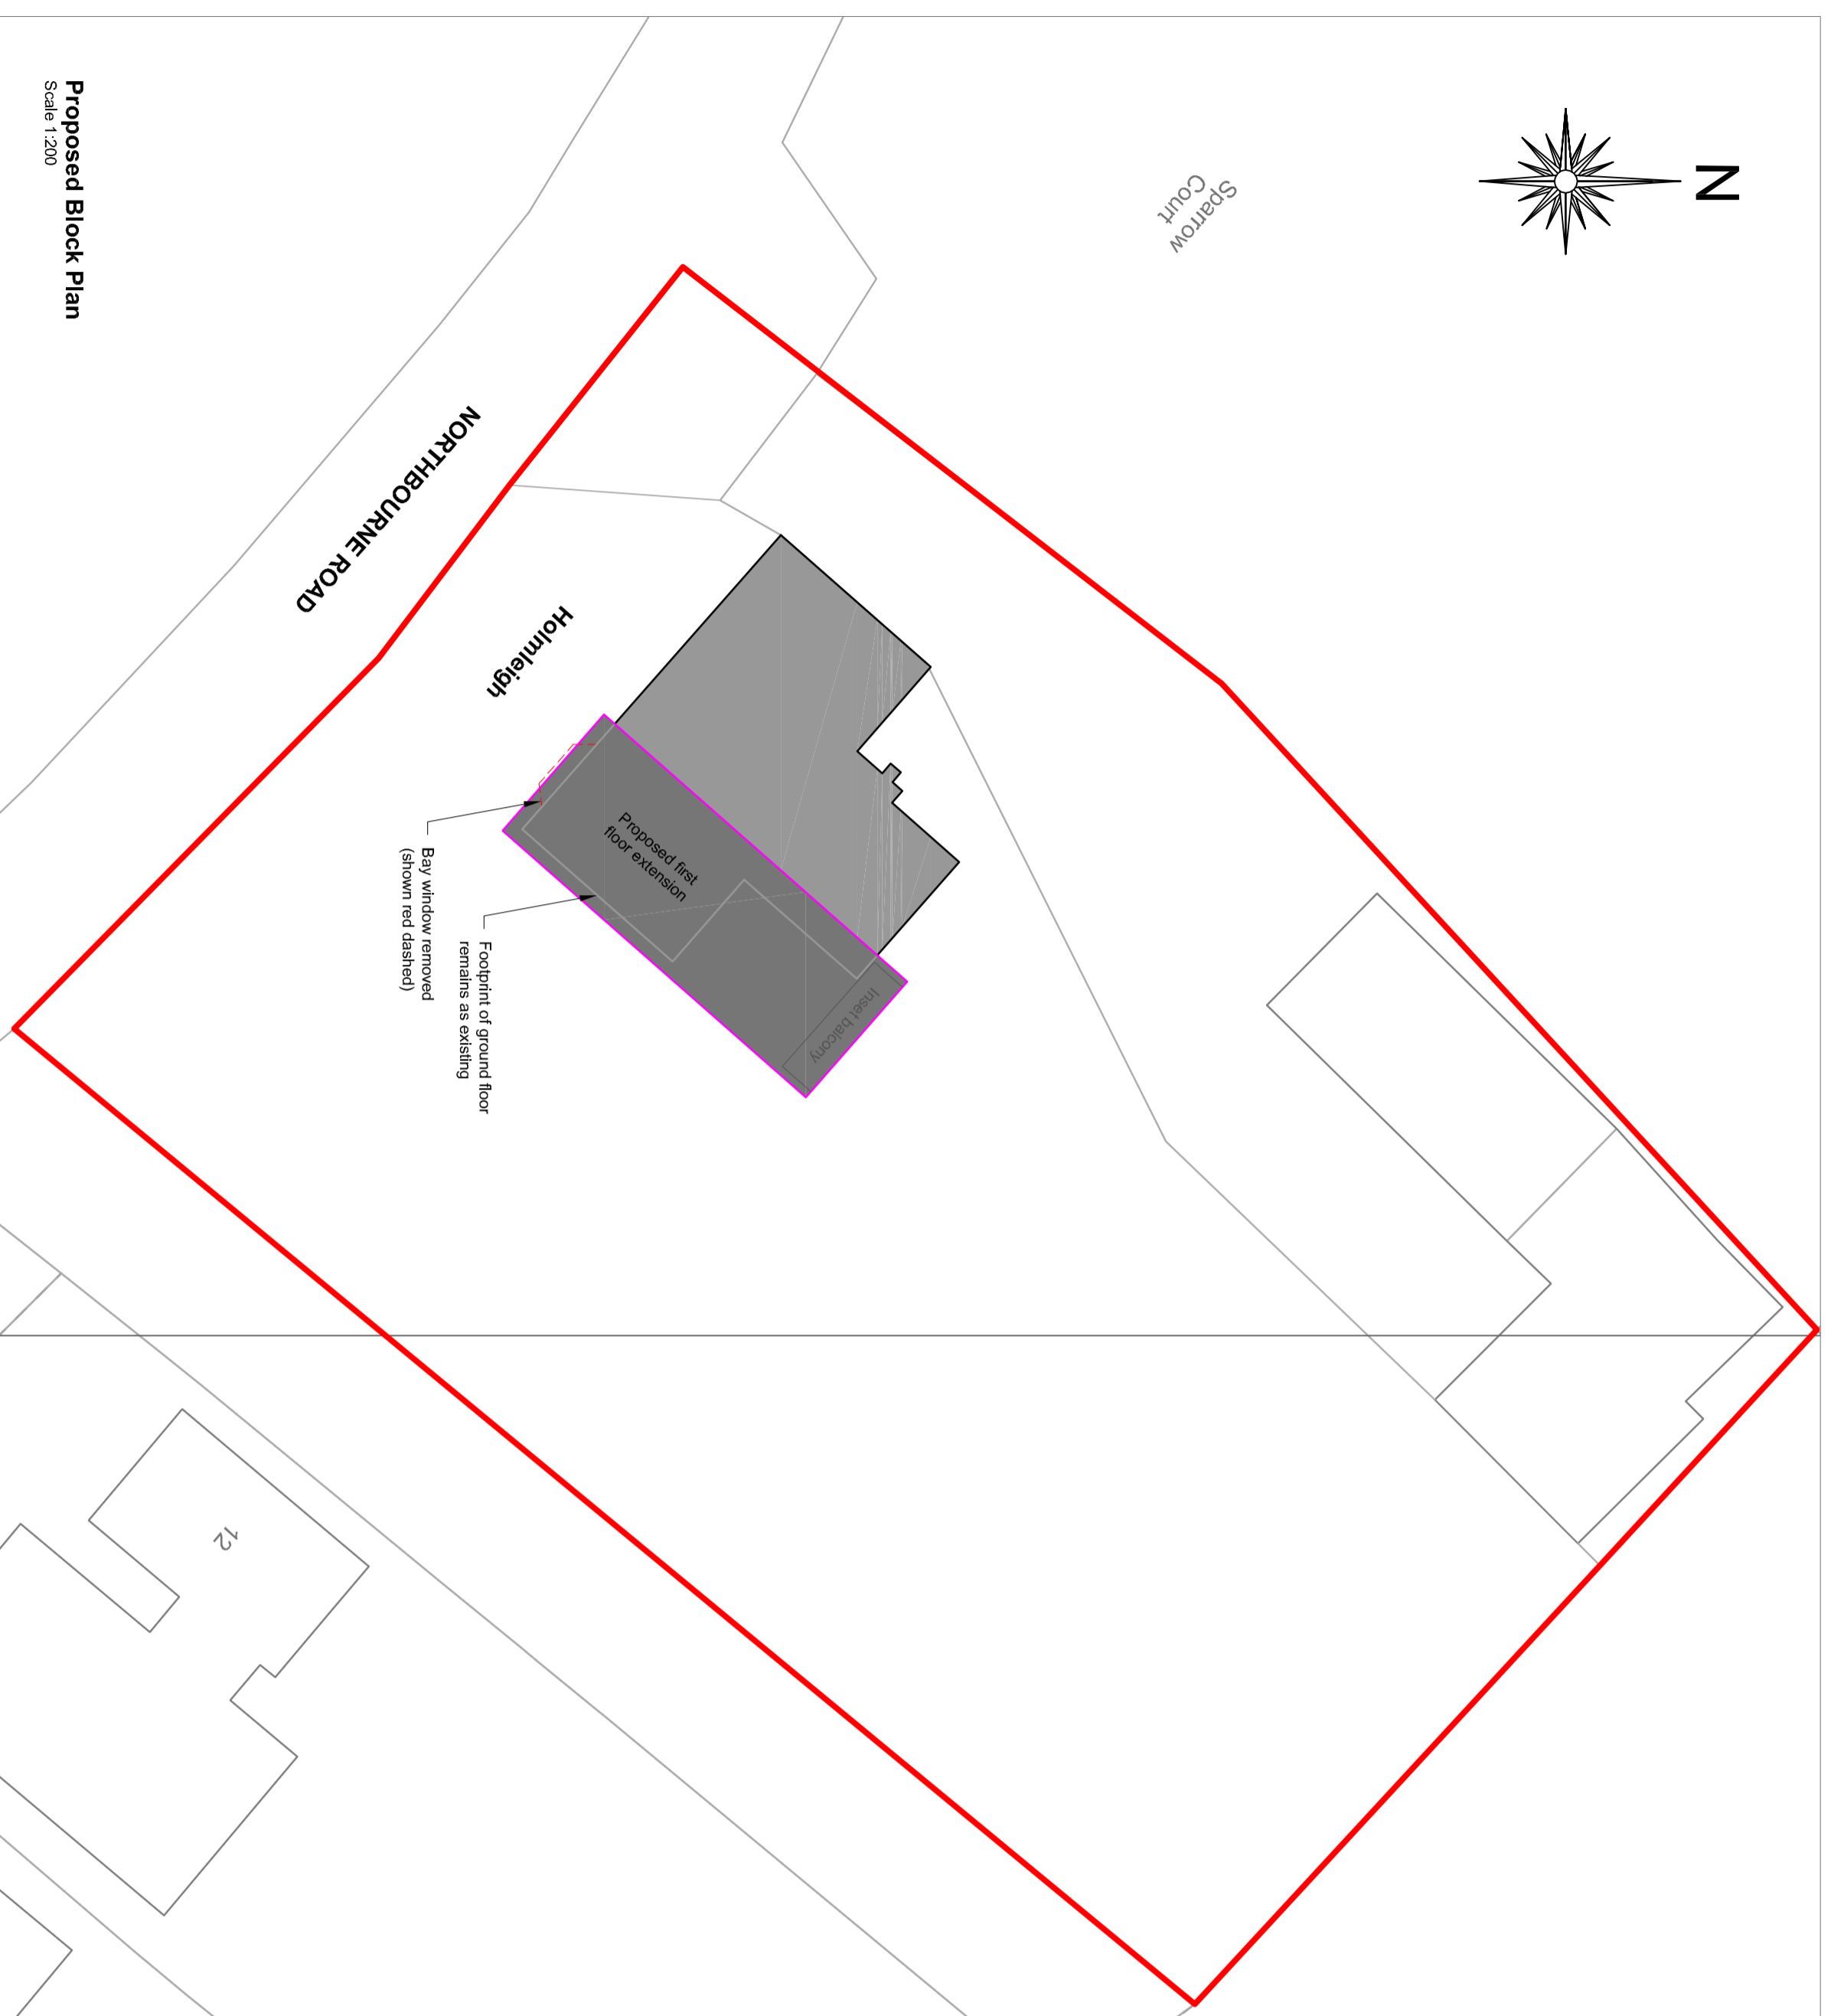 N
Sparrow
Court
NORTHBOURNE ROAD
Holmleigh
Proposed first
floor extension
Inset balcony
Bay window removed
(shown red dashed)
Footprint of ground floor
remains as existing
12
Proposed Block Plan
Scale 1:200